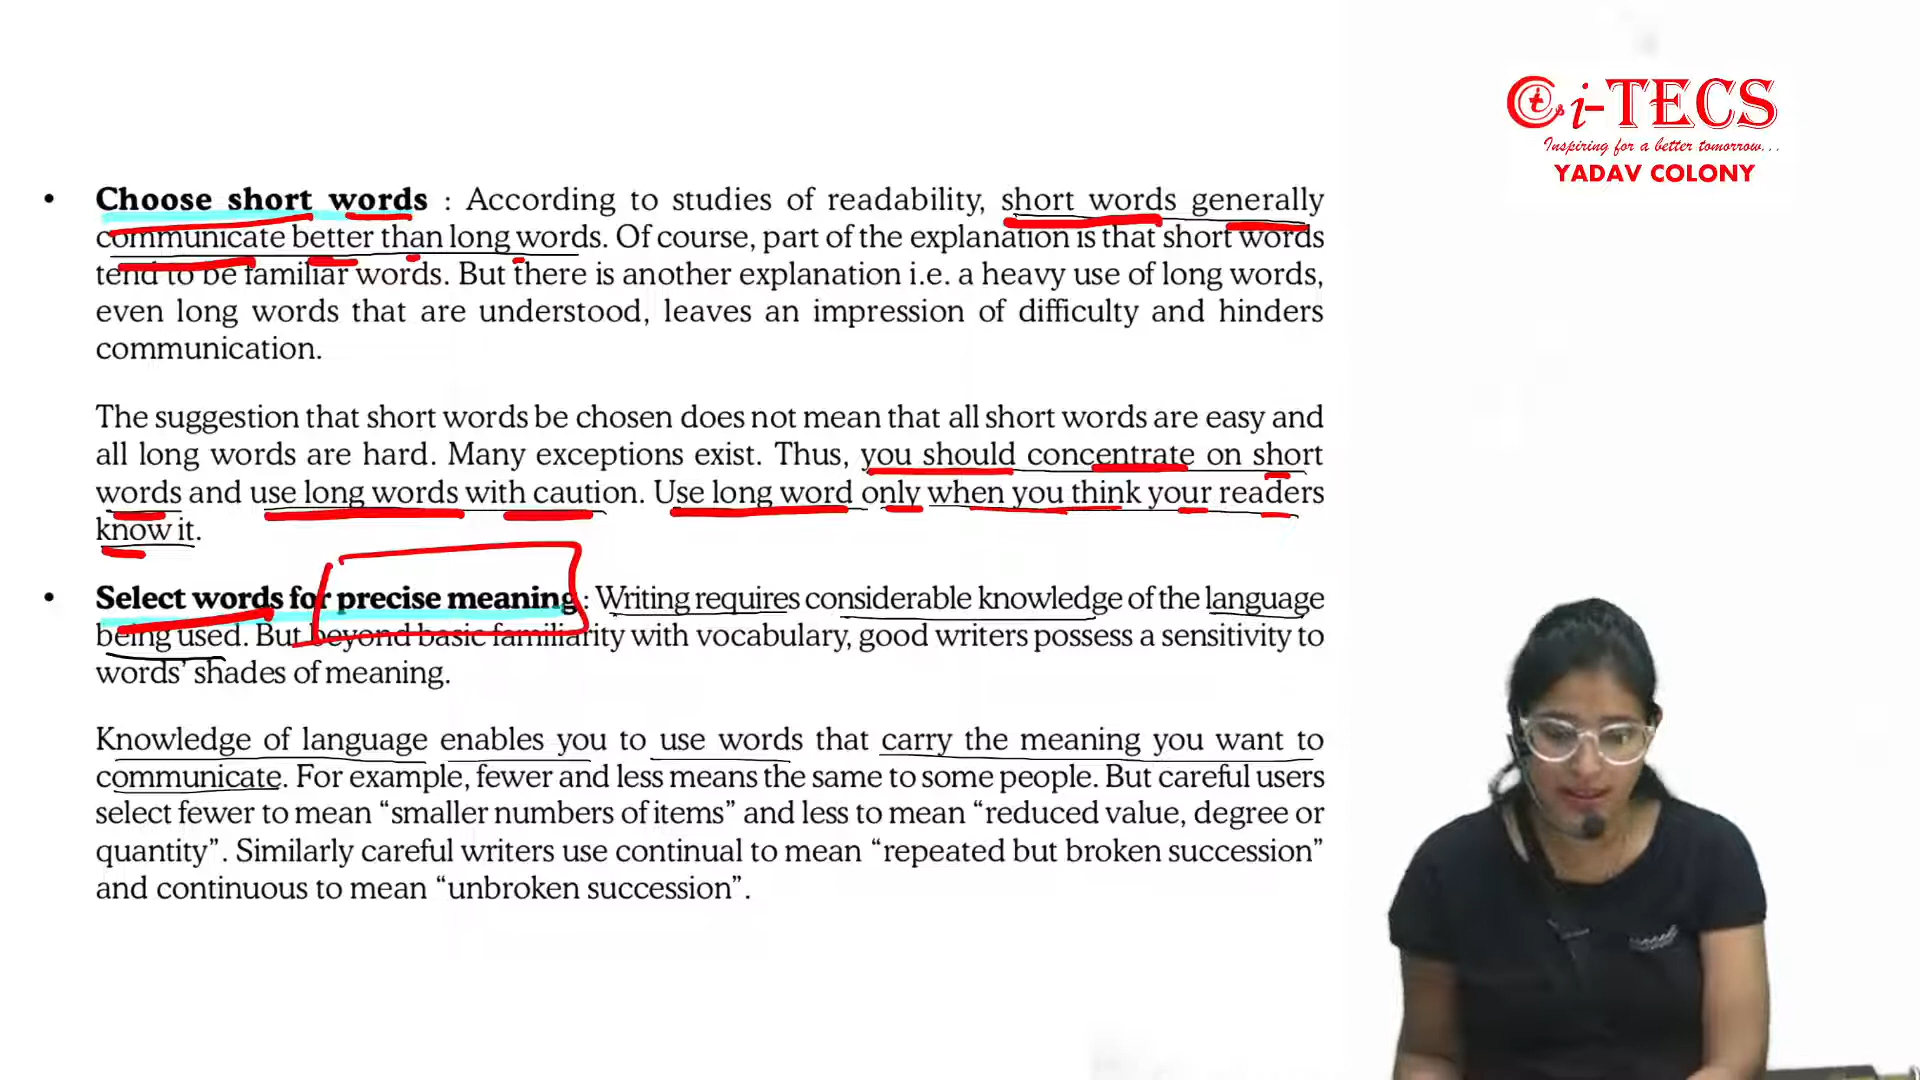 i-TECS
Inspiring for a better tomorrow...
YADAV COLONY
• Choose short words : According to studies of readability, short words generally
communicate better than long words. Of course, part of the explanation is that short words
tend to be familiar words. But there is another explanation i.e. a heavy use of long words,
even long words that are understood, leaves an impression of difficulty and hinders
communication.
The suggestion that short words be chosen does not mean that all short words are easy and
all long words are hard. Many exceptions exist. Thus, you should concentrate on short
words and use long words with caution. Use long word only when you think your readers
know it.
• Select words for precise meaning : Writing requires considerable knowledge of the language
being used. But beyond basic familiarity with vocabulary, good writers possess a sensitivity to
words’ shades of meaning.
Knowledge of language enables you to use words that carry the meaning you want to
communicate. For example, fewer and less means the same to some people. But careful users
select fewer to mean “smaller numbers of items” and less to mean “reduced value, degree or
quantity”. Similarly careful writers use continual to mean “repeated but broken succession”
and continuous to mean “unbroken succession”.